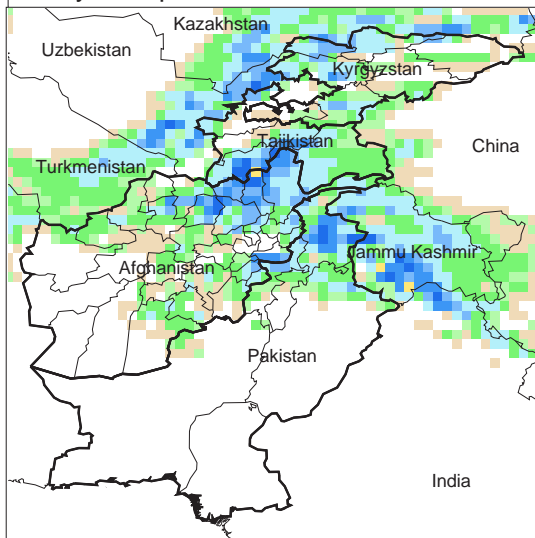 Kazakhstan
Uzbekistan
Kyrgyzstan
Tajikistan
China
Turkmenistan
Jammu Kashmir
Afghanistan
Pakistan
India